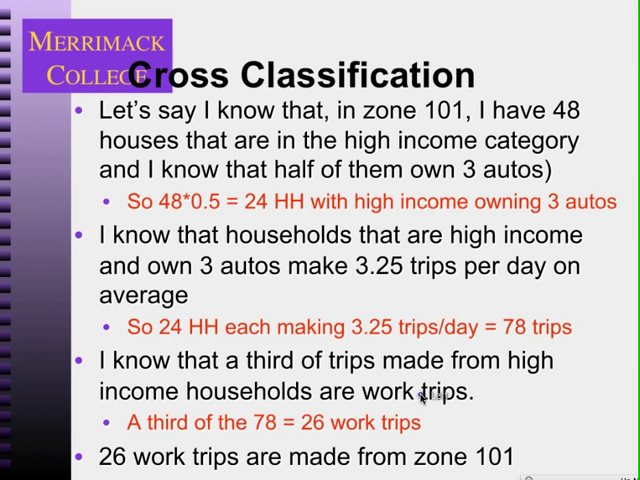 MERRIMACK
COLLEGE
Cross Classification
• Let's say I know that, in zone 101, I have 48
houses that are in the high income category
and I know that half of them own 3 autos)
• So 48*0.5 = 24 HH with high income owning 3 autos
• I know that households that are high income
and own 3 autos make 3.25 trips per day on
average
• So 24 HH each making 3.25 trips/day = 78 trips
• I know that a third of trips made from high
income households are work trips.
• A third of the 78 = 26 work trips
• 26 work trips are made from zone 101